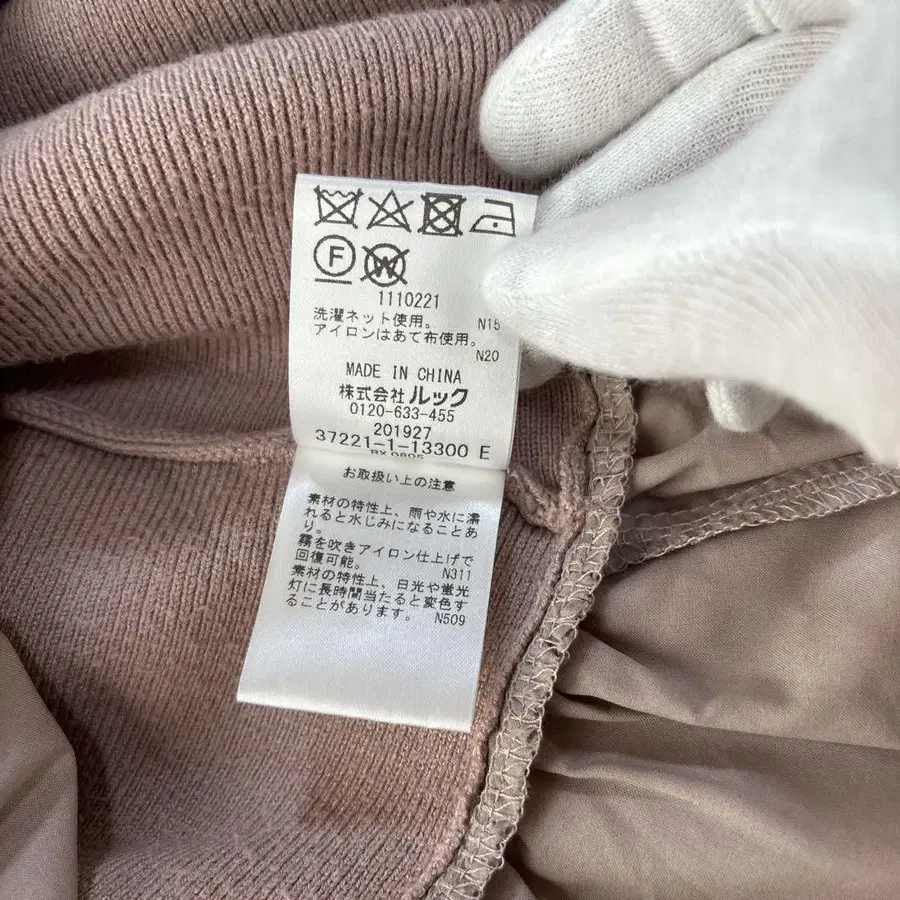 F
W
1110221
洗濯ネット使用。 N15
アイロンはあて布使用。
N20
MADE IN CHINA
株式会社ルック
0120-633-455
201927
37221-1-13300 E
お取扱い上の注意
素材の特性上、雨や水に濡
れると水じみになることあ
り。
霧を吹きアイロン仕上げで
回復可能。 N311
素材の特性上、日光や蛍光
灯に長時間当たると変色す
ることがあります。 N509